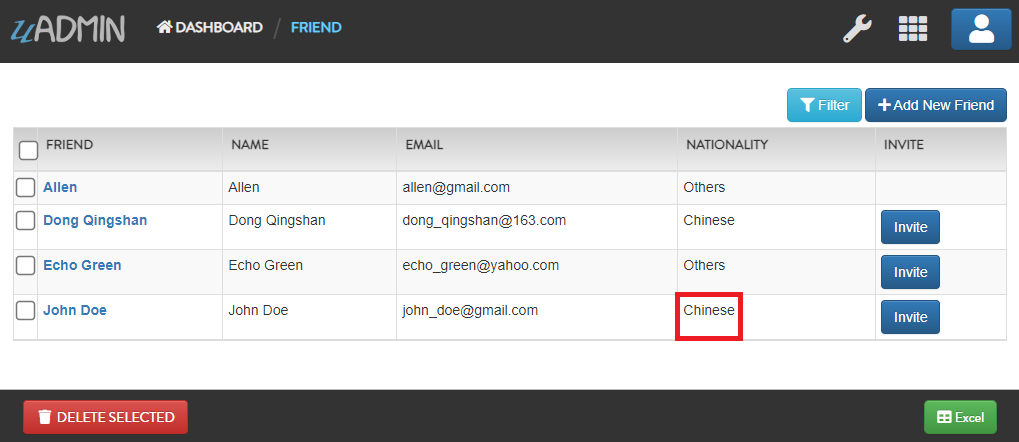 uADMIN DASHBOARD / FRIEND
Filter Add New Friend
FRIEND NAME EMAIL NATIONALITY INVITE
Allen Allen allen@gmail.com Others
Dong Qingshan Dong Qingshan dong_qingshan@163.com Chinese Invite
Echo Green Echo Green echo_green@yahoo.com Others Invite
John Doe John Doe john_doe@gmail.com Chinese Invite
DELETE SELECTED Excel